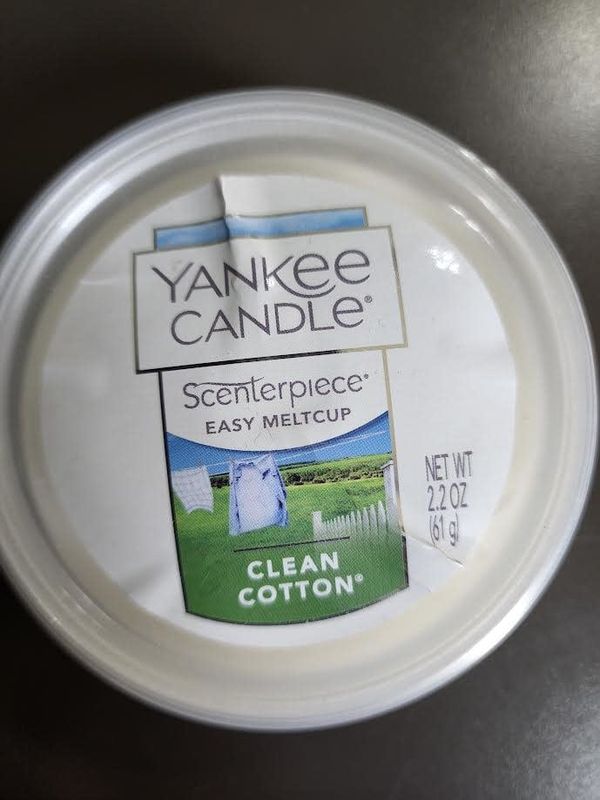 YANKEE
CANDLE®
Scenterpiece®
EASY MELTCUP
NET WT
2.2 OZ
(61 g)
CLEAN
COTTON®